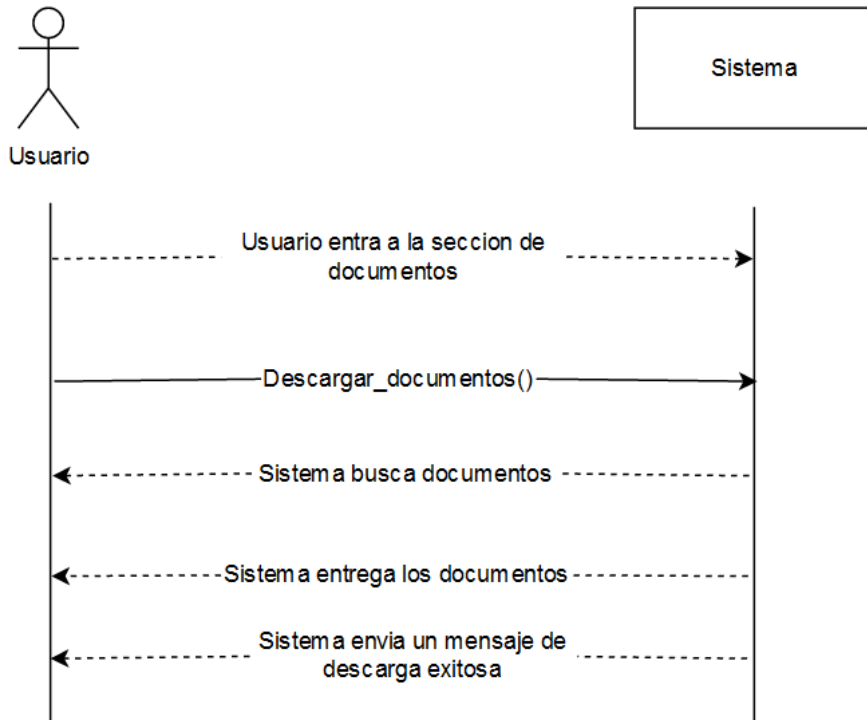 Sistema
Usuario
Usuario entra a la seccion de
documentos
Descargar_documentos()
Sistema busca documentos
Sistema entrega los documentos
Sistema envia un mensaje de
descarga exitosa